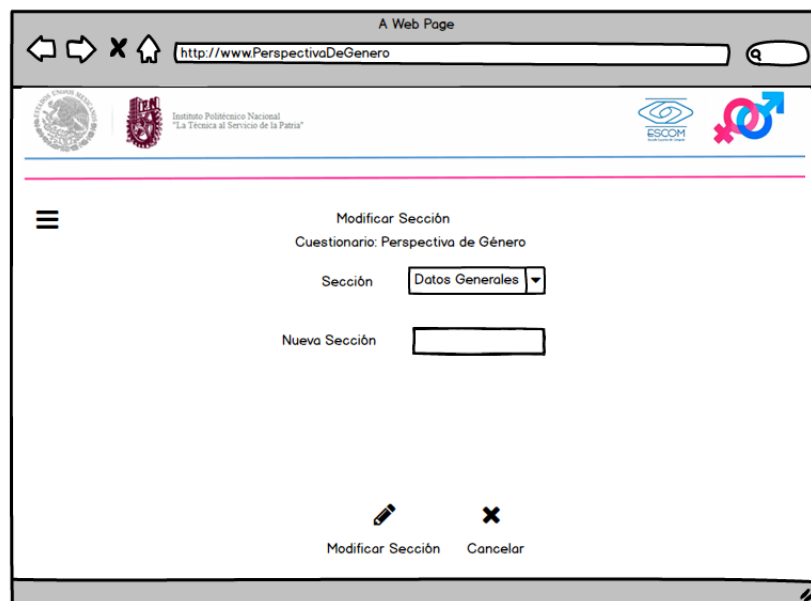 A Web Page
http://www.PerspectivaDeGenero
Instituto Politécnico Nacional
"La Técnica al Servicio de la Patria"
ESCOM
Modificar Sección
Cuestionario: Perspectiva de Género
Sección
Datos Generales
Nueva Sección
Modificar Sección
Cancelar